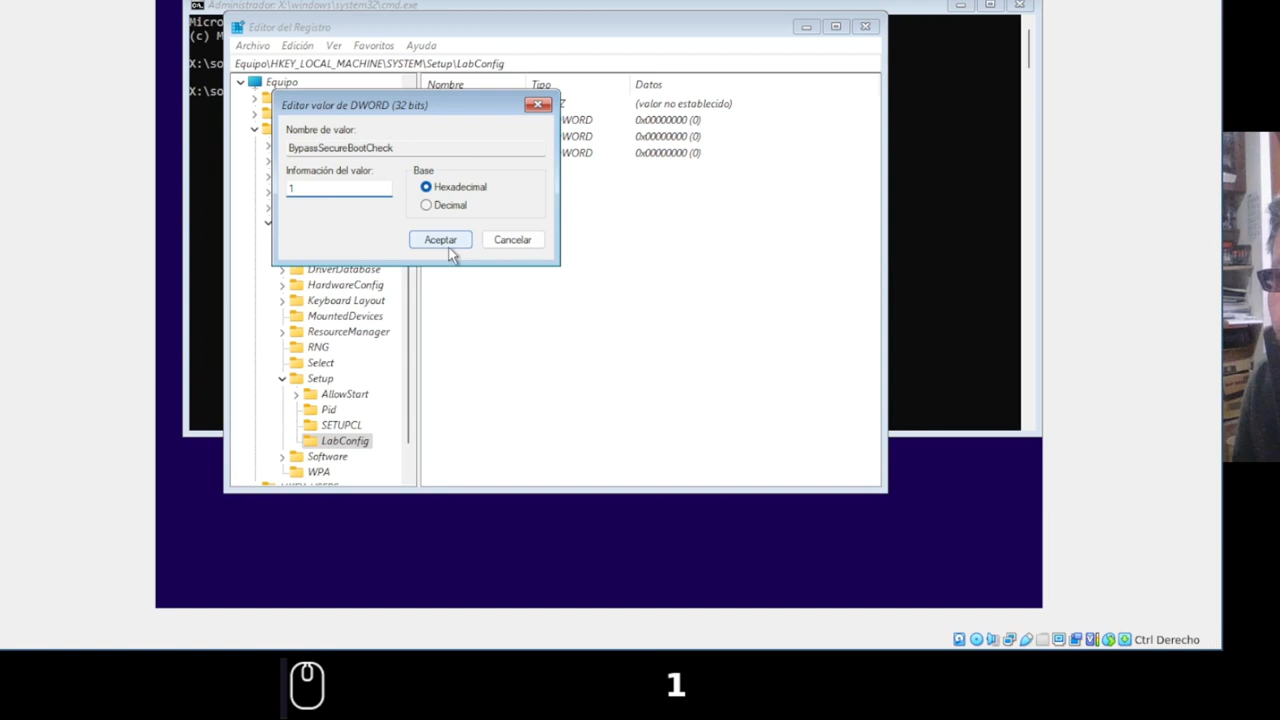 Administrador: X:\windows\system32\cmd.exe
Micro
(c) M
X:\so
X:\so
Editor del Registro
Archivo Edición Ver Favoritos Ayuda
Equipo\HKEY_LOCAL_MACHINE\SYSTEM\Setup\LabConfig
Equipo
Nombre Tipo Datos
Z (valor no establecido)
WORD 0x00000000 (0)
WORD 0x00000000 (0)
WORD 0x00000000 (0)
Editar valor de DWORD (32 bits)
Nombre de valor:
BypassSecureBootCheck
Información del valor:
1
Base
Hexadecimal
Decimal
Aceptar Cancelar
DriverDatabase
HardwareConfig
Keyboard Layout
MountedDevices
ResourceManager
RNG
Select
Setup
AllowStart
Pid
SETUPCL
LabConfig
Software
WPA
Ctrl Derecho
1